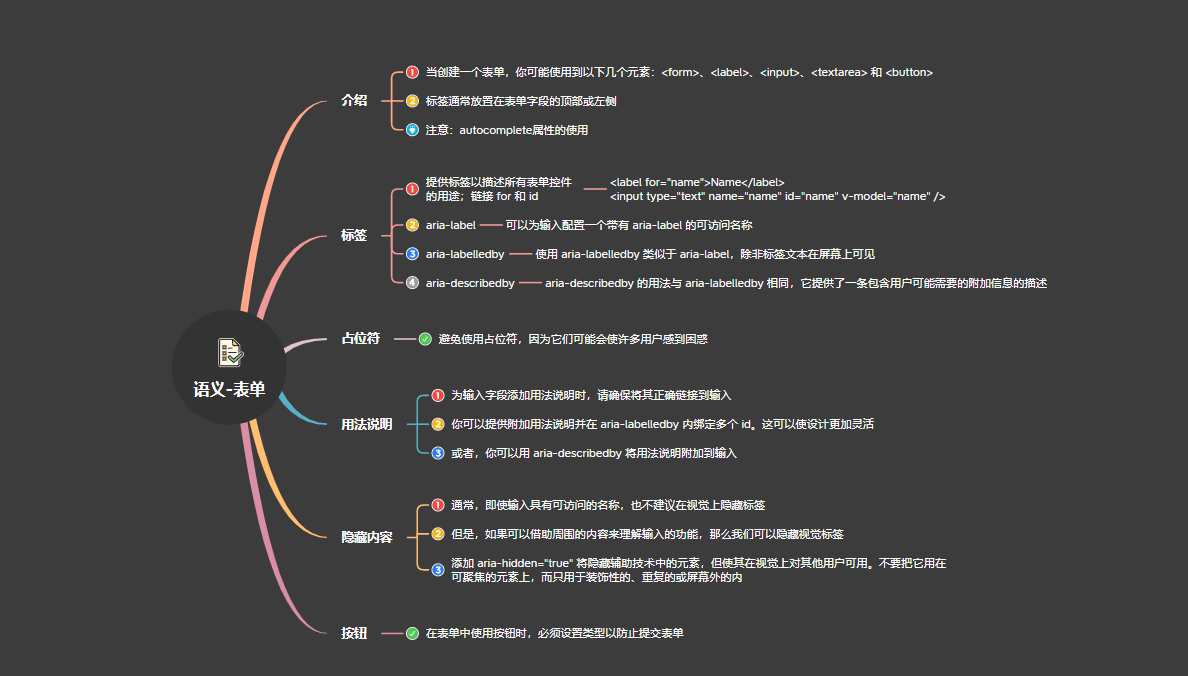 语义-表单
介绍
当创建一个表单，你可能使用到以下几个元素：<form>、<label>、<input>、<textarea> 和 <button>
标签通常放置在表单字段的顶部或左侧
注意：autocomplete属性的使用
标签
提供标签以描述所有表单控件
的用途；链接 for 和 id
<label for="name">Name</label>
<input type="text" name="name" id="name" v-model="name" />
aria-label
可以为输入配置一个带有 aria-label 的可访问名称
aria-labelledby
使用 aria-labelledby 类似于 aria-label，除非标签文本在屏幕上可见
aria-describedby
aria-describedby 的用法与 aria-labelledby 相同，它提供了一条包含用户可能需要的附加信息的描述
占位符
避免使用占位符，因为它们可能会使许多用户感到困惑
用法说明
为输入字段添加用法说明时，请确保将其正确链接到输入
你可以提供附加用法说明并在 aria-labelledby 内绑定多个 id。这可以使设计更加灵活
或者，你可以用 aria-describedby 将用法说明附加到输入
隐藏内容
通常，即使输入具有可访问的名称，也不建议在视觉上隐藏标签
但是，如果可以借助周围的内容来理解输入的功能，那么我们可以隐藏视觉标签
添加 aria-hidden="true" 将隐藏辅助技术中的元素，但使其在视觉上对其他用户可用。不要把它用在
可聚焦的元素上，而只用于装饰性的、重复的或屏幕外的内
按钮
在表单中使用按钮时，必须设置类型以防止提交表单